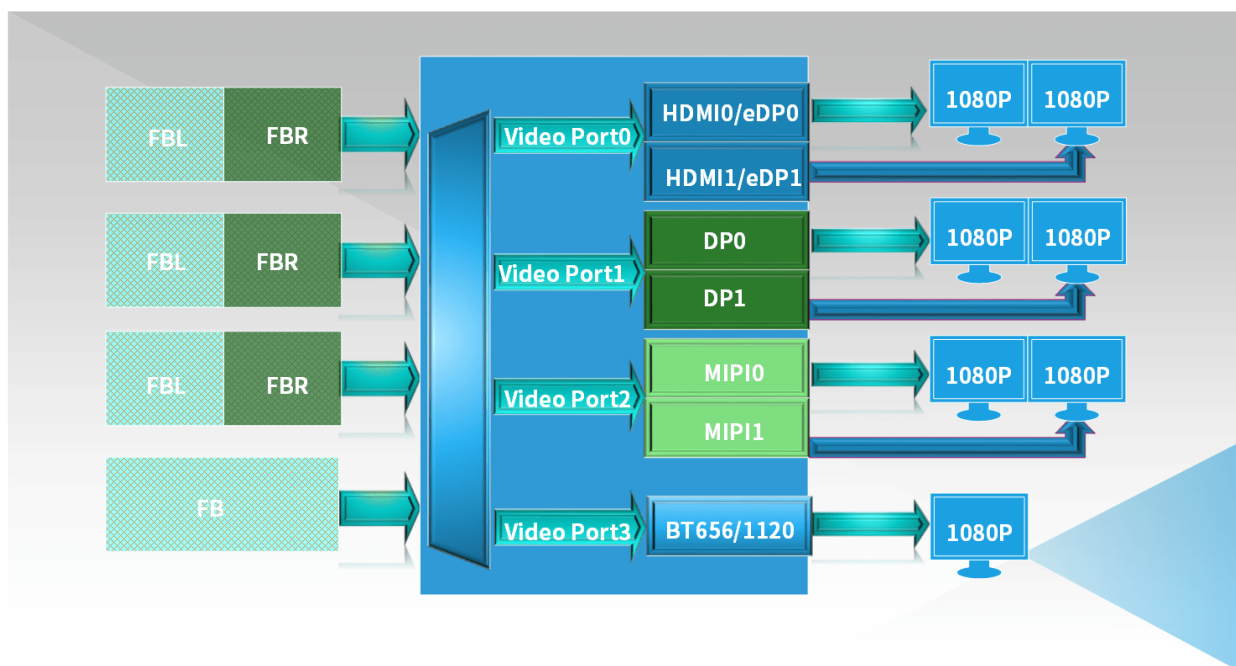 FBL
FBR
Video Port0
HDMI0/eDP0
HDMI1/eDP1
1080P
1080P
FBL
FBR
Video Port1
DP0
DP1
1080P
1080P
FBL
FBR
Video Port2
MIPI0
MIPI1
1080P
1080P
FB
Video Port3
BT656/1120
1080P